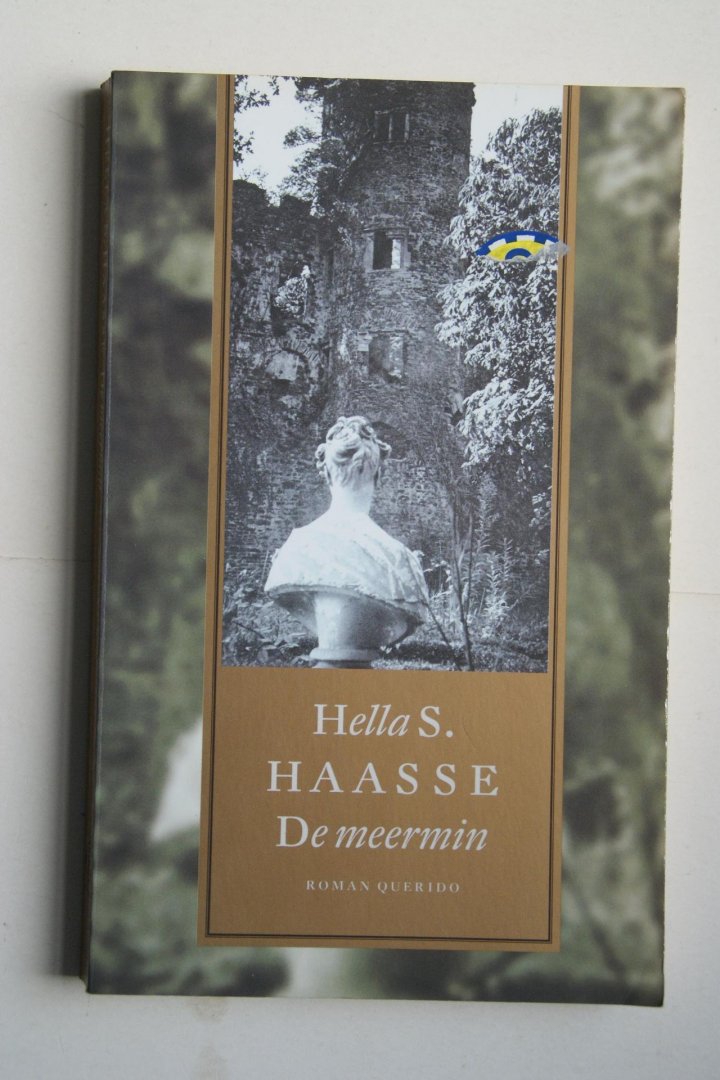 Hella S.
HAASSE
De meermin
ROMAN QUERIDO